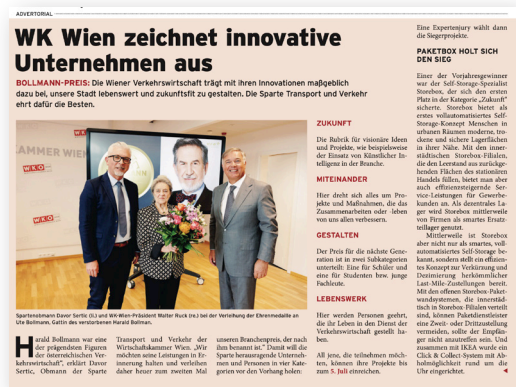 ADVERTORIAL
WK Wien zeichnet innovative
Unternehmen aus
BOLLMANN-PREIS: Die Wiener Verkehrswirtschaft trägt mit ihren Innovationen maßgeblich
dazu bei, unsere Stadt lebenswert und zukunftsfit zu gestalten. Die Sparte Transport und Verkehr
ehrt dafür die Besten.
AMMER WIEN
WKO
WKO
WKO
Spartenobmann Davor Sertic (li.) und WK-Wien-Präsident Walter Ruck (re.) bei der Verleihung der Ehrenmedaille an
Ute Bollmann, Gattin des verstorbenen Harald Bollman.
Harald Bollmann war eine
der prägendsten Figuren
der österreichischen Ver-
kehrswirtschaft", erklärt Davor
Sertic, Obmann der Sparte
Transport und Verkehr der
Wirtschaftskammer Wien. „Wir
möchten seine Leistungen in Er-
innerung halten und verleihen
daher heuer zum zweiten Mal
unseren Branchenpreis, der nach
ihm benannt ist." Damit will die
Sparte herausragende Unterneh-
men und Personen in vier Kate-
gorien vor den Vorhang holen:
ZUKUNFT
Die Rubrik für visionäre Ideen
und Projekte, wie beispielsweise
der Einsatz von Künstlicher In-
telligenz in der Branche.
MITEINANDER
Hier dreht sich alles um Pro-
jekte und Maßnahmen, die das
Zusammenarbeiten oder -leben
von uns allen verbessern.
GESTALTEN
Der Preis für die nächste Gene-
ration ist in zwei Subkategorien
unterteilt: Eine für Schüler und
eine für Studenten bzw. junge
Fachleute.
LEBENSWERK
Hier werden Personen geehrt,
die ihr Leben in den Dienst der
Verkehrswirtschaft gestellt ha-
ben.
All jene, die teilnehmen möch-
ten, können ihre Projekte bis
zum 5. Juli einreichen.
Eine Expertenjury wählt dann
die Siegerprojekte.
PAKETBOX HOLT SICH
DEN SIEG
Einer der Vorjahresgewinner
war der Self-Storage-Spezialist
Storebox, der sich den ersten
Platz in der Kategorie „Zukunft"
sicherte. Storebox bietet als
erstes vollautomatisiertes Self-
Storage-Konzept Menschen in
urbanen Räumen moderne, tro-
ckene und sichere Lagerflächen
in ihrer Nähe. Mit den inner-
städtischen Storebox-Filialen,
die den Leerstand aus zurückge-
henden Flächen des stationären
Handels füllen, bietet man aber
auch effizienzsteigernde Ser-
vice-Leistungen für Gewerbe-
kunden an. Als dezentrales La-
ger wird Storebox mittlerweile
von Firmen als smartes Ersatz-
teillager genutzt.
Mittlerweile ist Storebox
aber nicht nur als smartes, voll-
automatisiertes Self-Storage be-
kannt, sondern stellt ein effizien-
tes Konzept zur Verkürzung und
Dezimierung herkömmlicher
Last-Mile-Zustellungen bereit.
Mit den offenen Storebox-Paket-
wandsystemen, die innerstäd-
tisch in Storebox-Filialen verteilt
sind, können Paketdienstleister
eine Zweit- oder Drittzustellung
vermeiden, sollte der Empfän-
ger nicht anzutreffen sein. Und
zusammen mit IKEA wurde ein
Click & Collect-System mit Ab-
holmöglichkeit rund um die
Uhr eingerichtet.